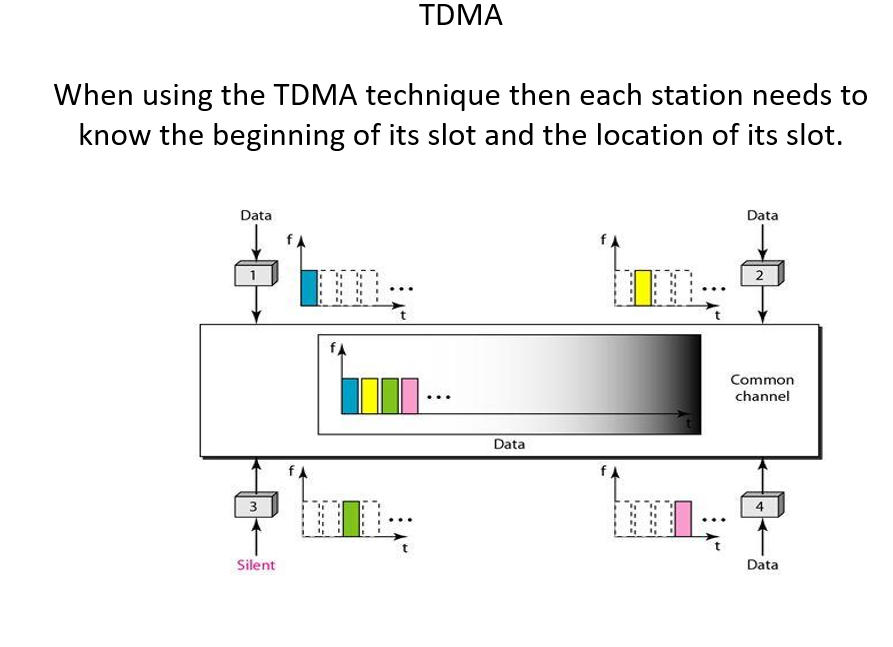 TDMA
When using the TDMA technique then each station needs to
know the beginning of its slot and the location of its slot.
Data
Data
f
f
1
2
...
...
t
t
f
Common
channel
...
t
Data
f
f
3
4
...
...
t
t
Silent
Data